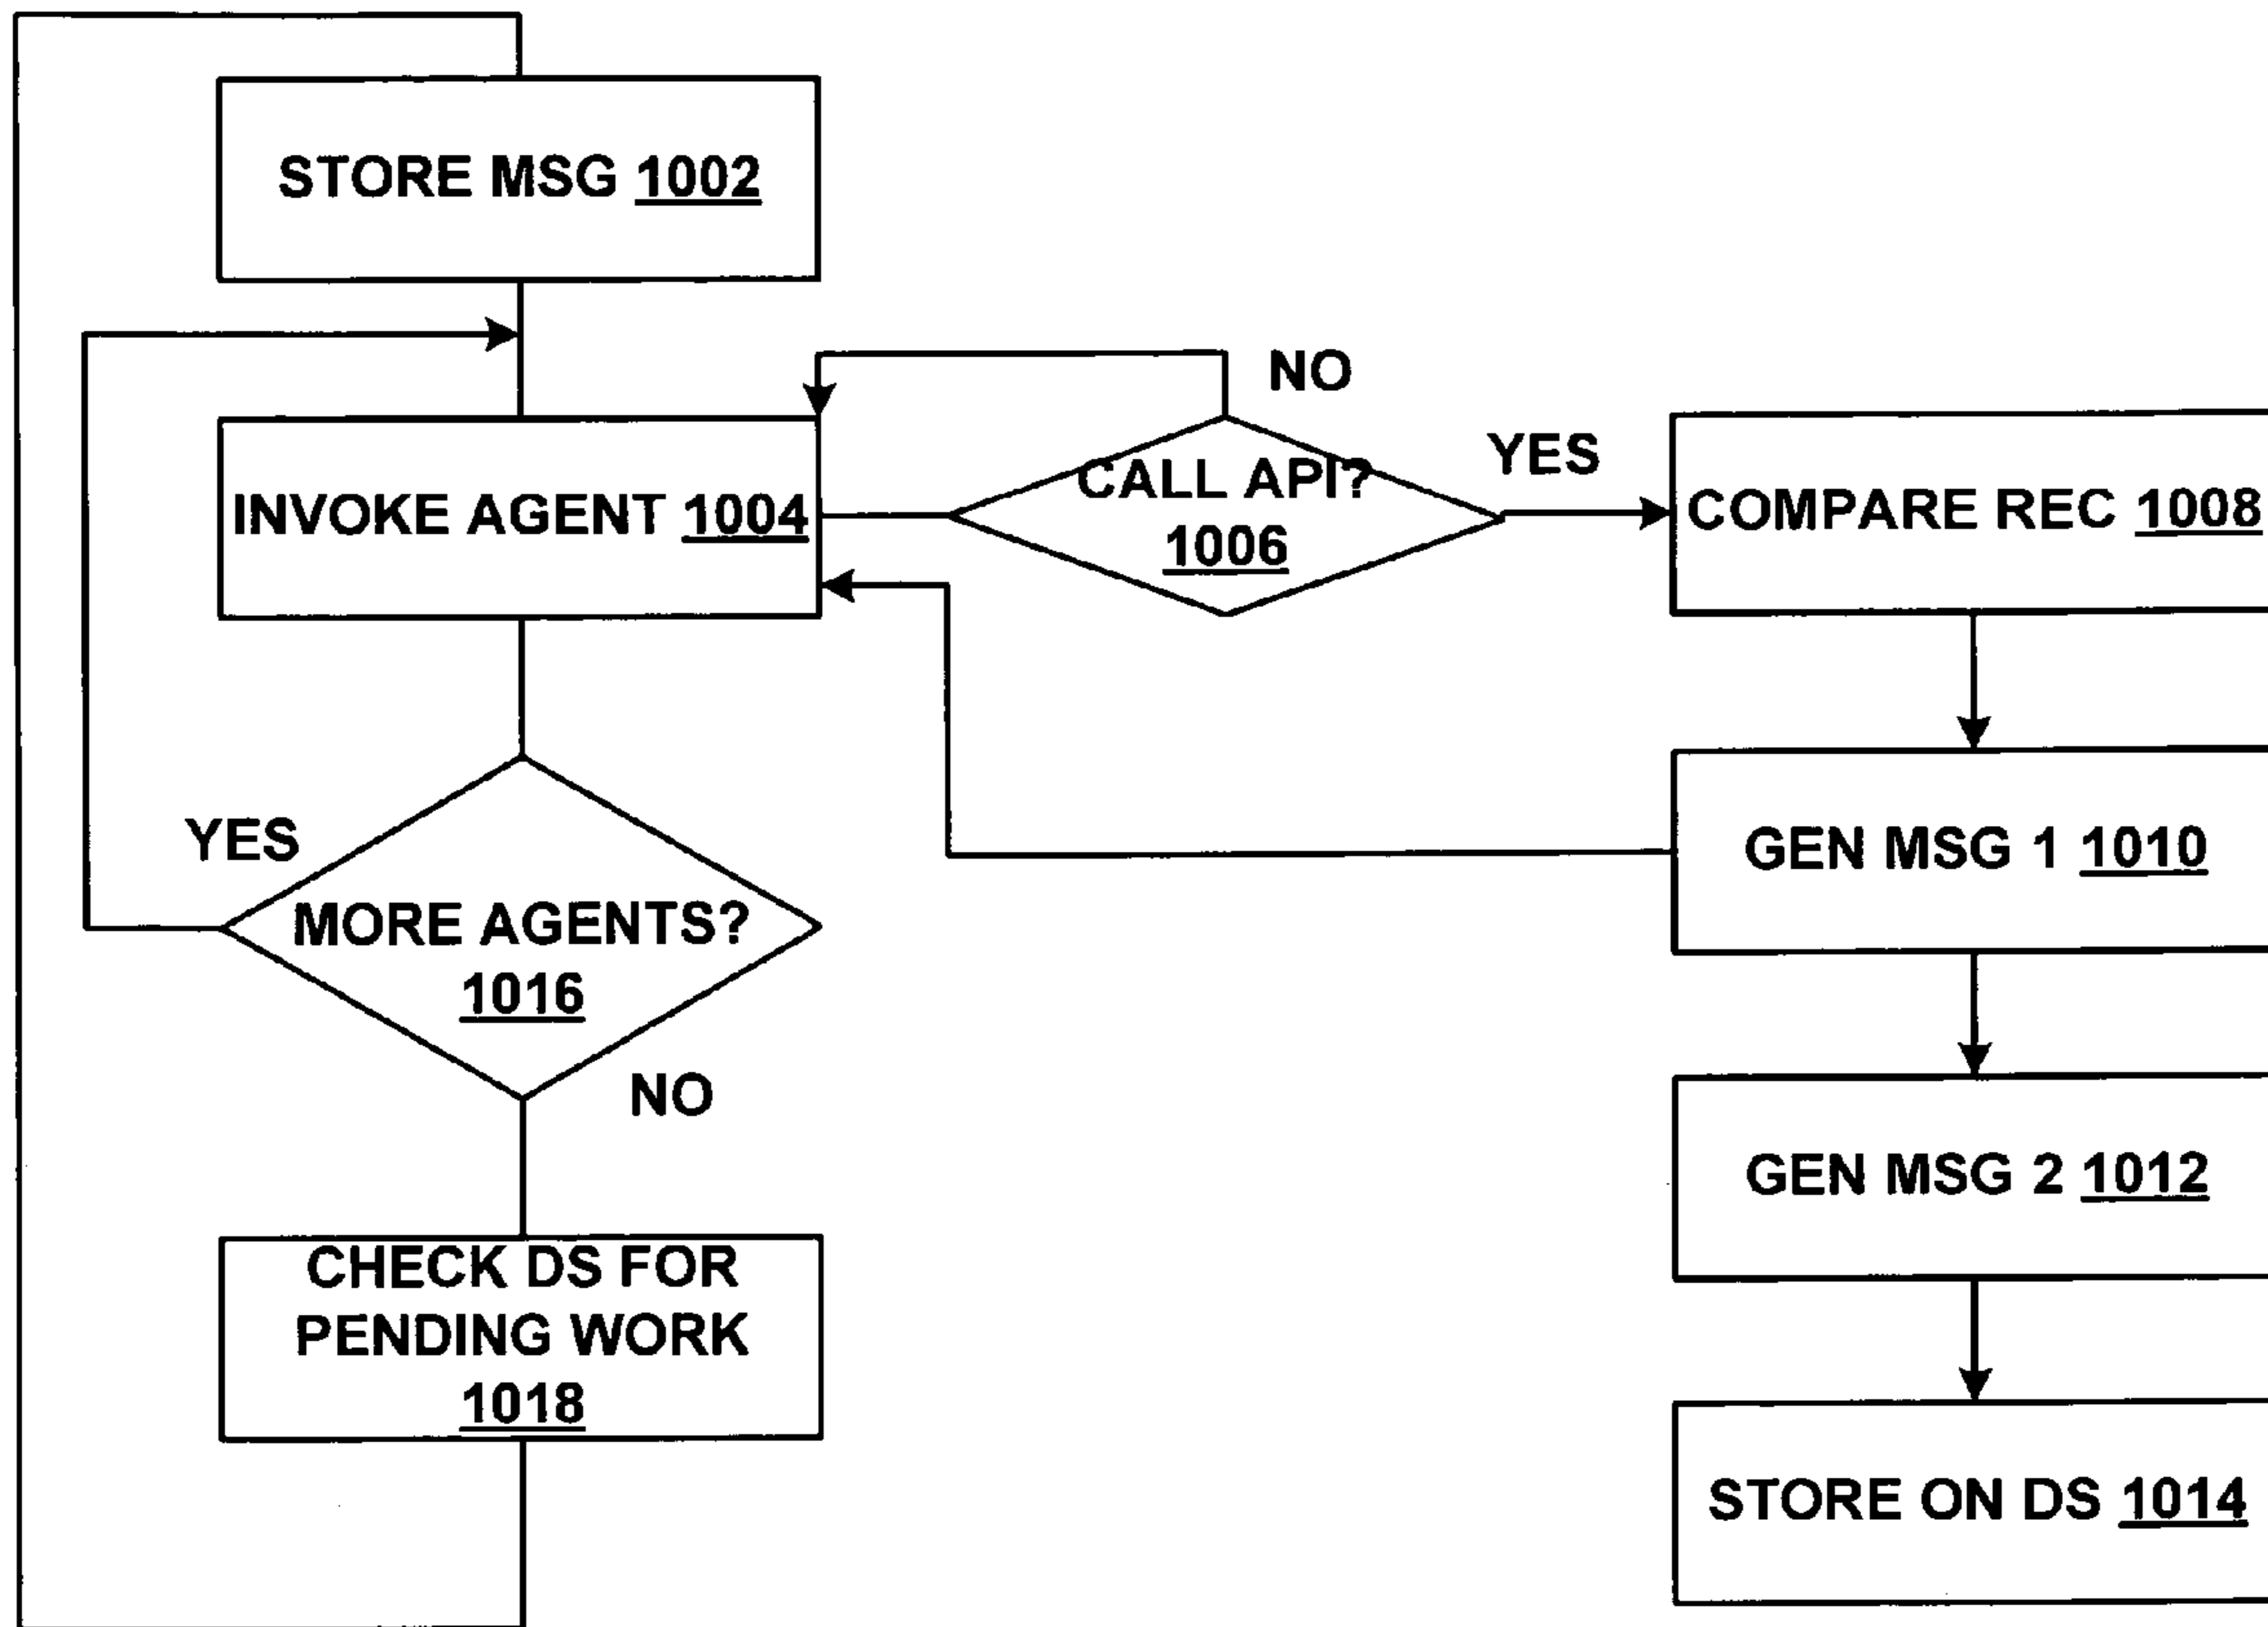 STORE MSG 1002
NO
CALL API?
1006
YES
INVOKE AGENT 1004
COMPARE REC 1008
YES
MORE AGENTS?
1016
NO
GEN MSG 1 1010
GEN MSG 2 1012
CHECK DS FOR
PENDING WORK
1018
STORE ON DS 1014